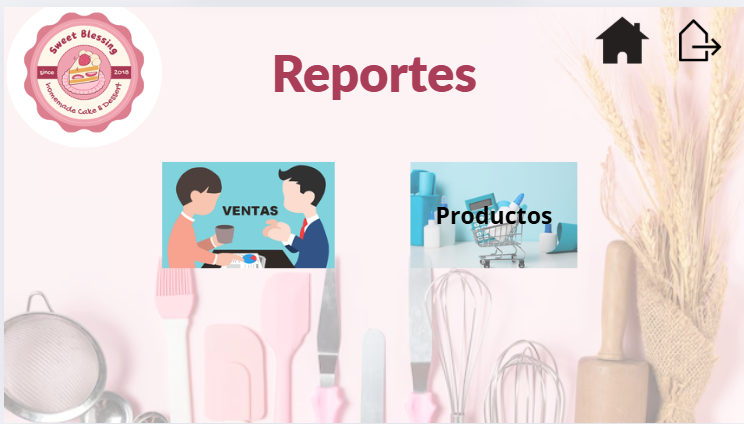 Sweet Blessing
since 2018
Homemade Cake & Dessert
Reportes
VENTAS
Productos